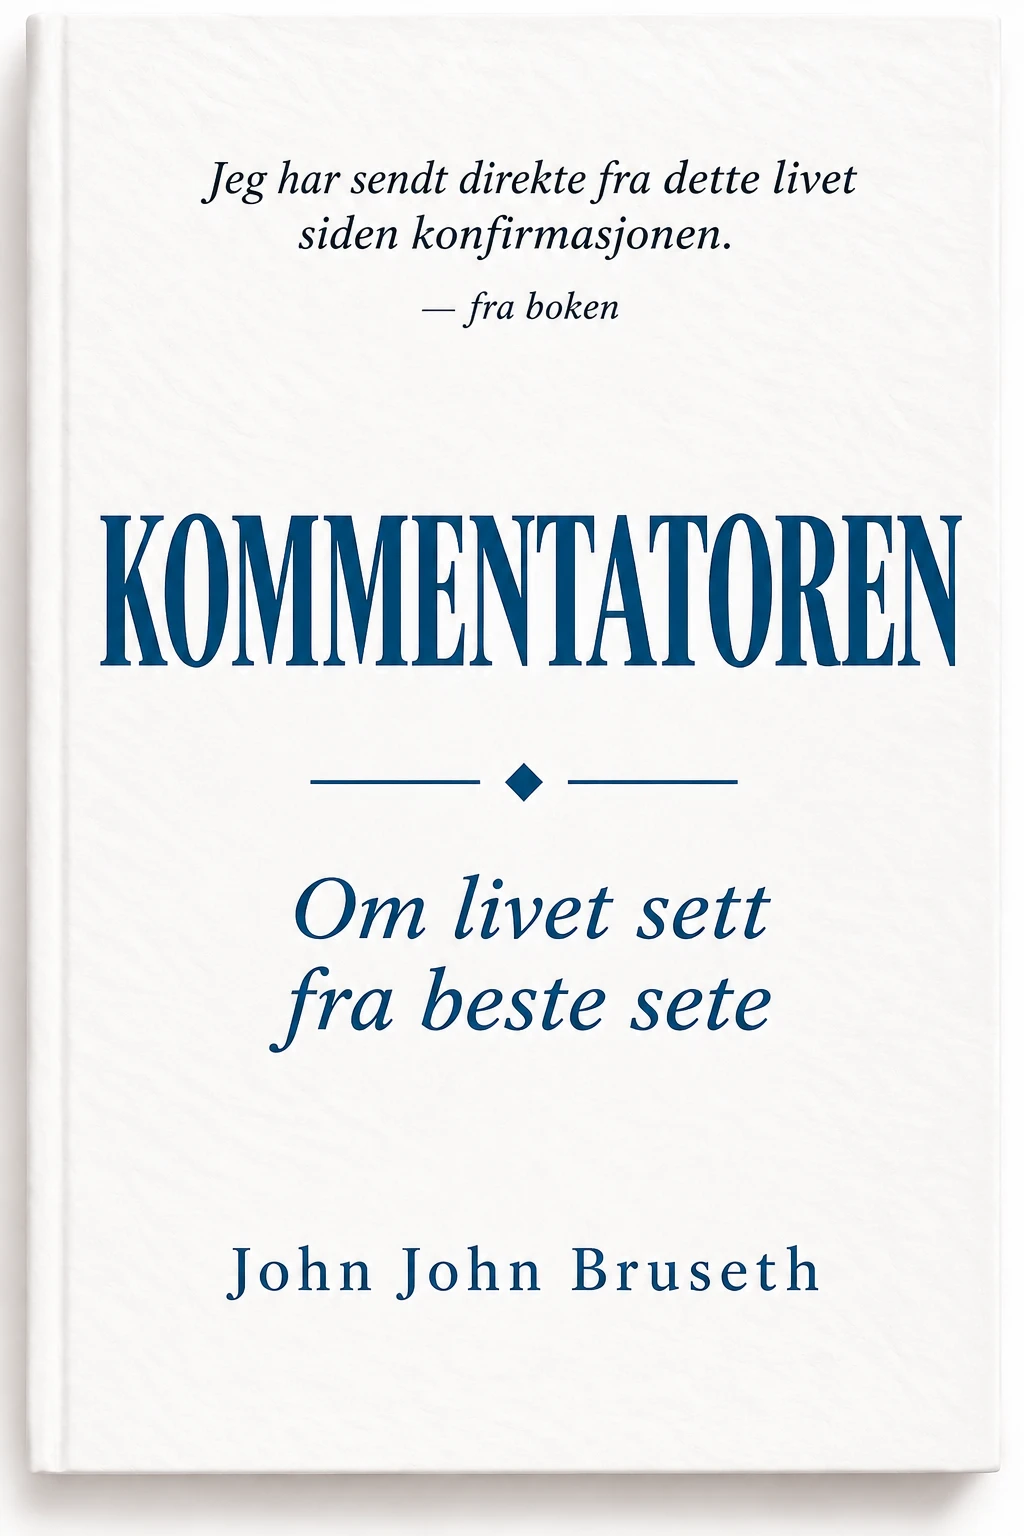 Jeg har sendt direkte fra dette livet
siden konfirmasjonen.
— fra boken
KOMMENTATOREN
Om livet sett
fra beste sete
John John Bruseth